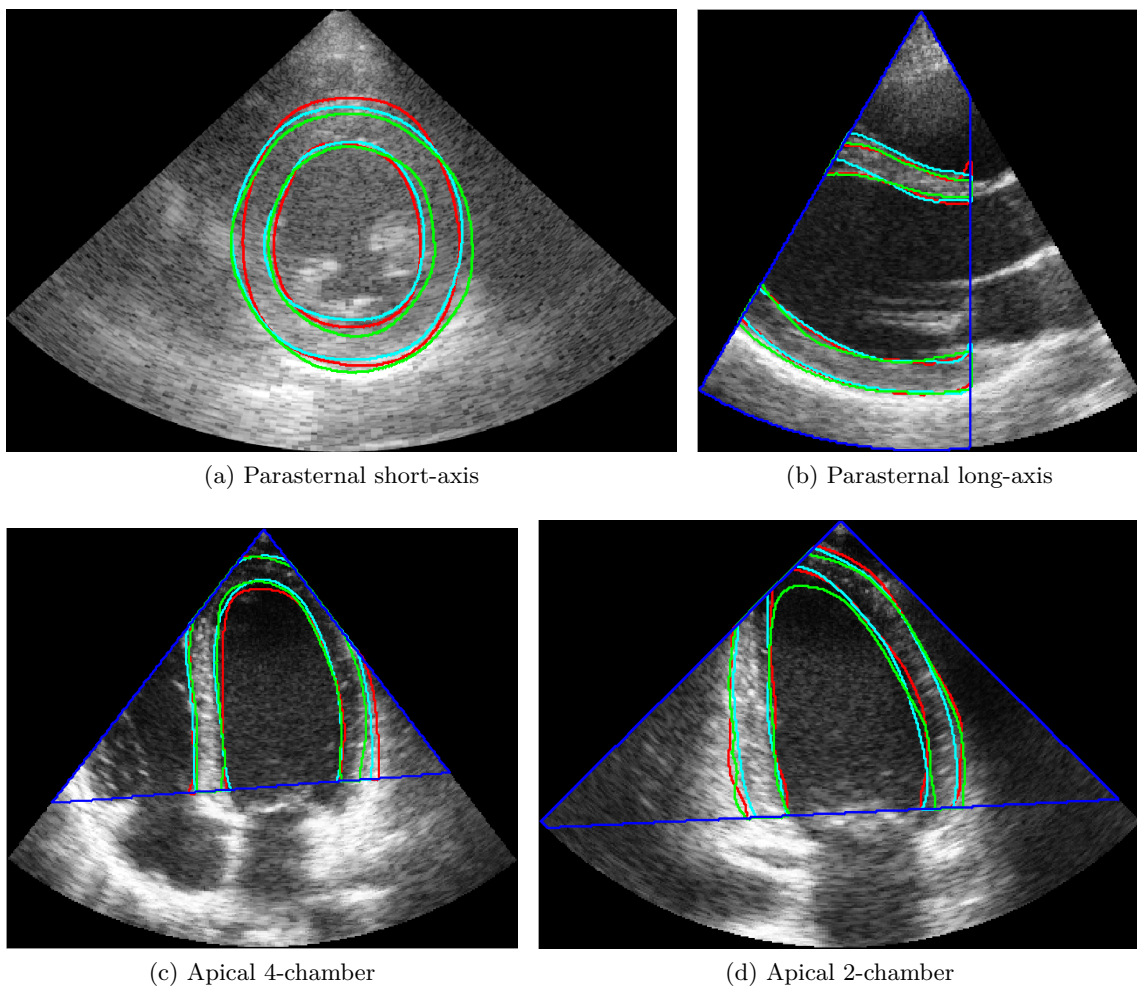 (a) Parasternal short-axis
(b) Parasternal long-axis
(c) Apical 4-chamber
(d) Apical 2-chamber